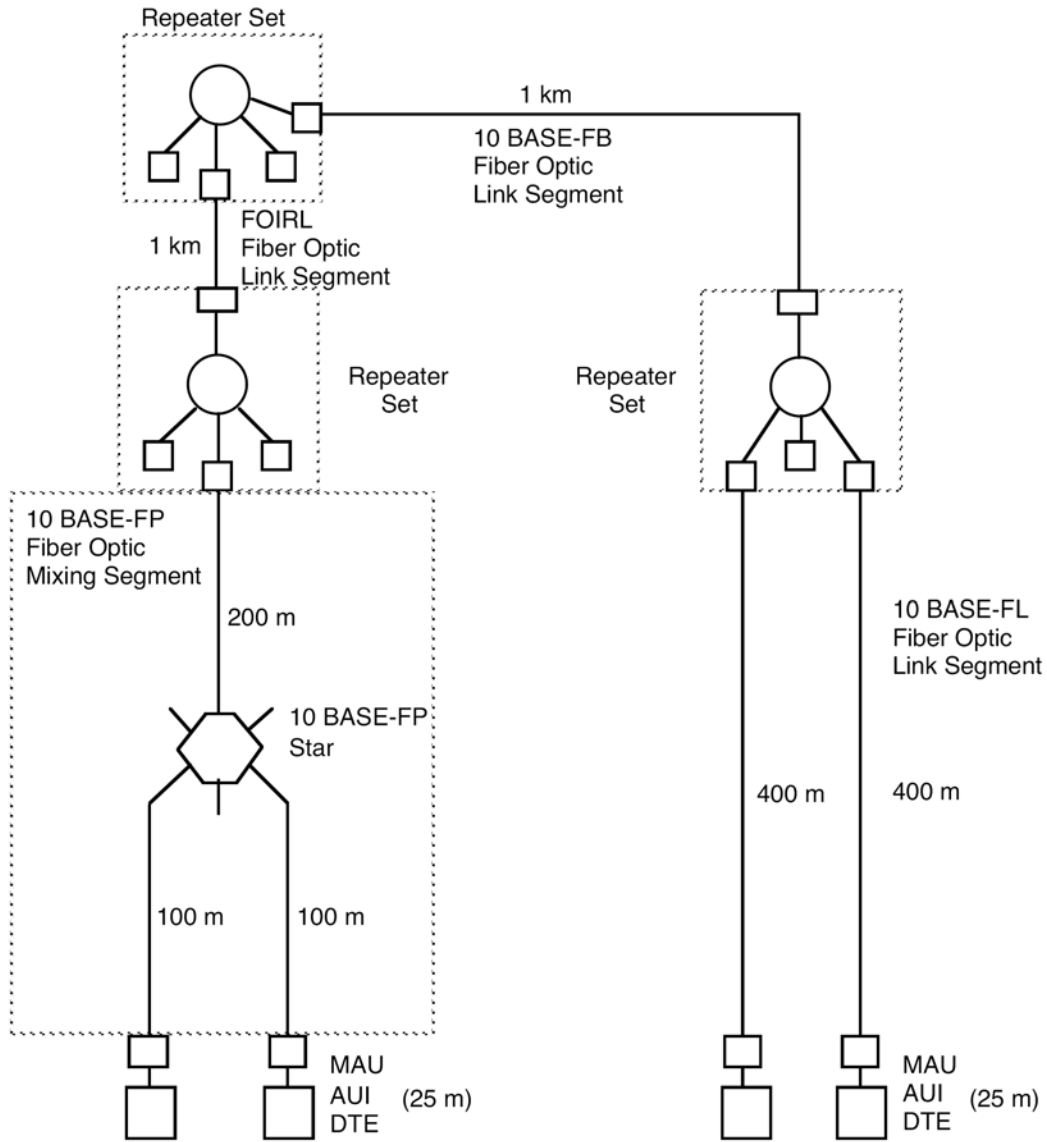 Repeater Set
1 km
10 BASE-FB
Fiber Optic
Link Segment
FOIRL
Fiber Optic
Link Segment
1 km
Repeater
Set
Repeater
Set
10 BASE-FP
Fiber Optic
Mixing Segment
200 m
10 BASE-FL
Fiber Optic
Link Segment
10 BASE-FP
Star
400 m
400 m
100 m
100 m
MAU
AUI
DTE
(25 m)
MAU
AUI
DTE
(25 m)